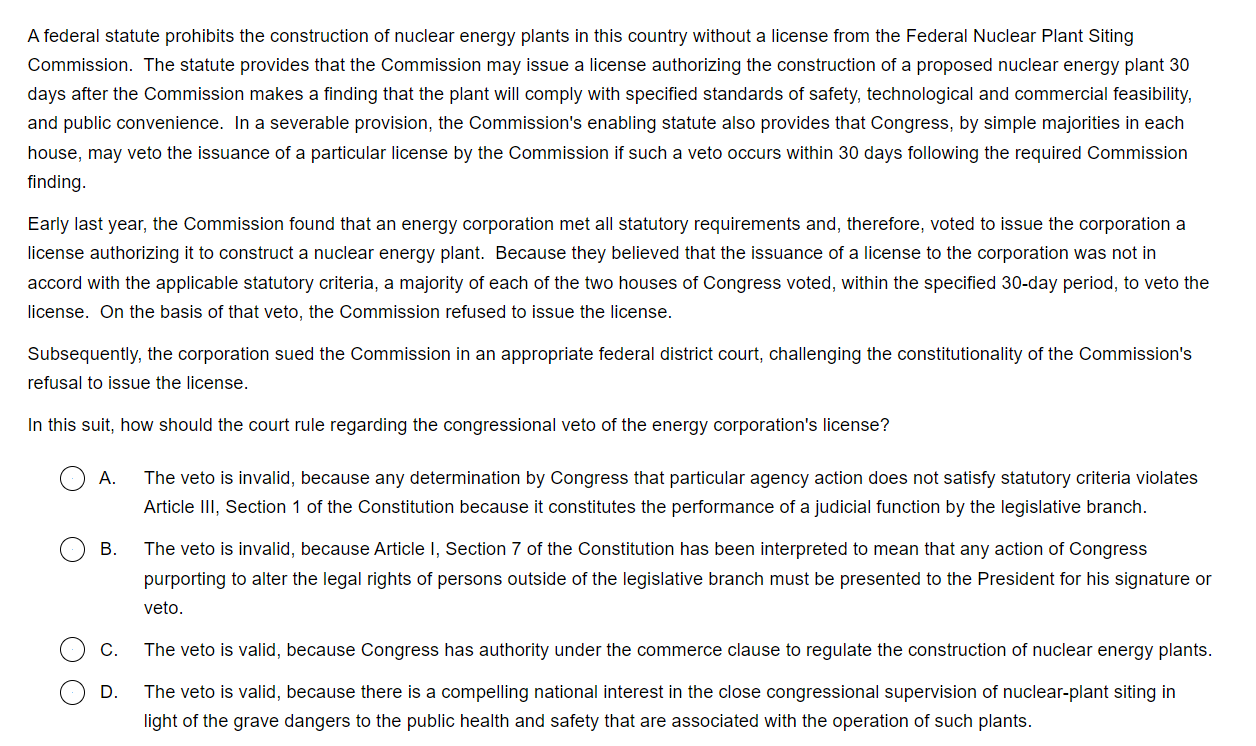 A federal statute prohibits the construction of nuclear energy plants in this country without a license from the Federal Nuclear Plant Siting
Commission.  The statute provides that the Commission may issue a license authorizing the construction of a proposed nuclear energy plant 30
days after the Commission makes a finding that the plant will comply with specified standards of safety, technological and commercial feasibility,
and public convenience.  In a severable provision, the Commission's enabling statute also provides that Congress, by simple majorities in each
house, may veto the issuance of a particular license by the Commission if such a veto occurs within 30 days following the required Commission
finding.
Early last year, the Commission found that an energy corporation met all statutory requirements and, therefore, voted to issue the corporation a
license authorizing it to construct a nuclear energy plant.  Because they believed that the issuance of a license to the corporation was not in
accord with the applicable statutory criteria, a majority of each of the two houses of Congress voted, within the specified 30-day period, to veto the
license.  On the basis of that veto, the Commission refused to issue the license.
Subsequently, the corporation sued the Commission in an appropriate federal district court, challenging the constitutionality of the Commission's
refusal to issue the license.
In this suit, how should the court rule regarding the congressional veto of the energy corporation's license?
A. The veto is invalid, because any determination by Congress that particular agency action does not satisfy statutory criteria violates
Article III, Section 1 of the Constitution because it constitutes the performance of a judicial function by the legislative branch.
B. The veto is invalid, because Article I, Section 7 of the Constitution has been interpreted to mean that any action of Congress
purporting to alter the legal rights of persons outside of the legislative branch must be presented to the President for his signature or
veto.
C. The veto is valid, because Congress has authority under the commerce clause to regulate the construction of nuclear energy plants.
D. The veto is valid, because there is a compelling national interest in the close congressional supervision of nuclear-plant siting in
light of the grave dangers to the public health and safety that are associated with the operation of such plants.